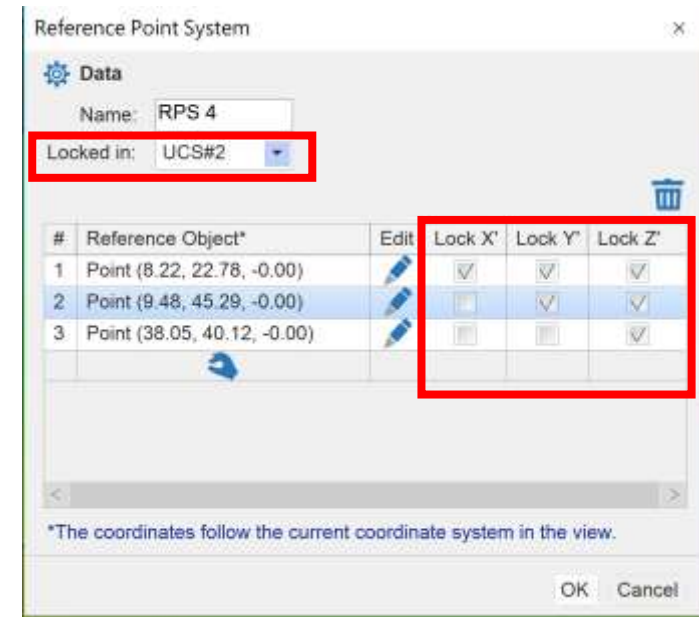 Reference Point System
Data
Name: RPS 4
Locked in: UCS#2
# Reference Object* Edit Lock X' Lock Y' Lock Z'
1 Point (8.22, 22.78, -0.00)
2 Point (9.48, 45.29, -0.00)
3 Point (38.05, 40.12, -0.00)
*The coordinates follow the current coordinate system in the view.
OK Cancel